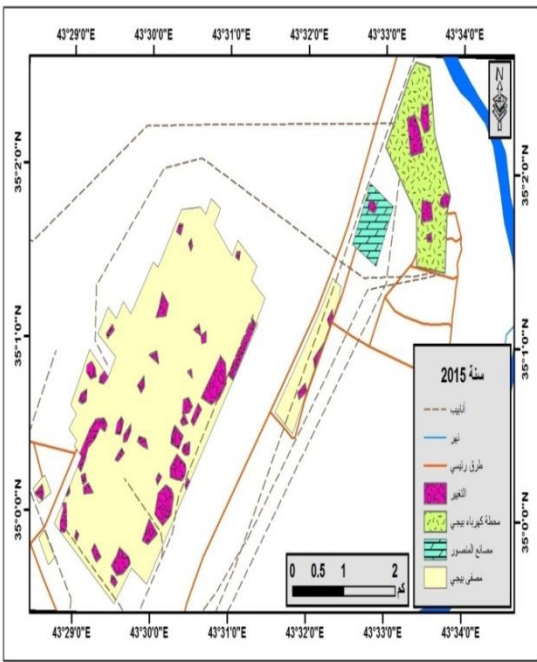 43°29'0"E 43°30'0"E 43°31'0"E 43°32'0"E 43°33'0"E 43°34'0"E
N
35°2'0"N 35°2'0"N
35°1'0"N 35°1'0"N
35°0'0"N 35°0'0"N
سنة 2015
أنابيب
نهر
طرق رئيسي
التغيير
محطة كهرباء بيجي
مصانع المنصور
مصفى بيجي
0 0.5 1 2
كم
43°29'0"E 43°30'0"E 43°31'0"E 43°32'0"E 43°33'0"E 43°34'0"E